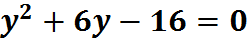 y² + 6y − 16 = 0